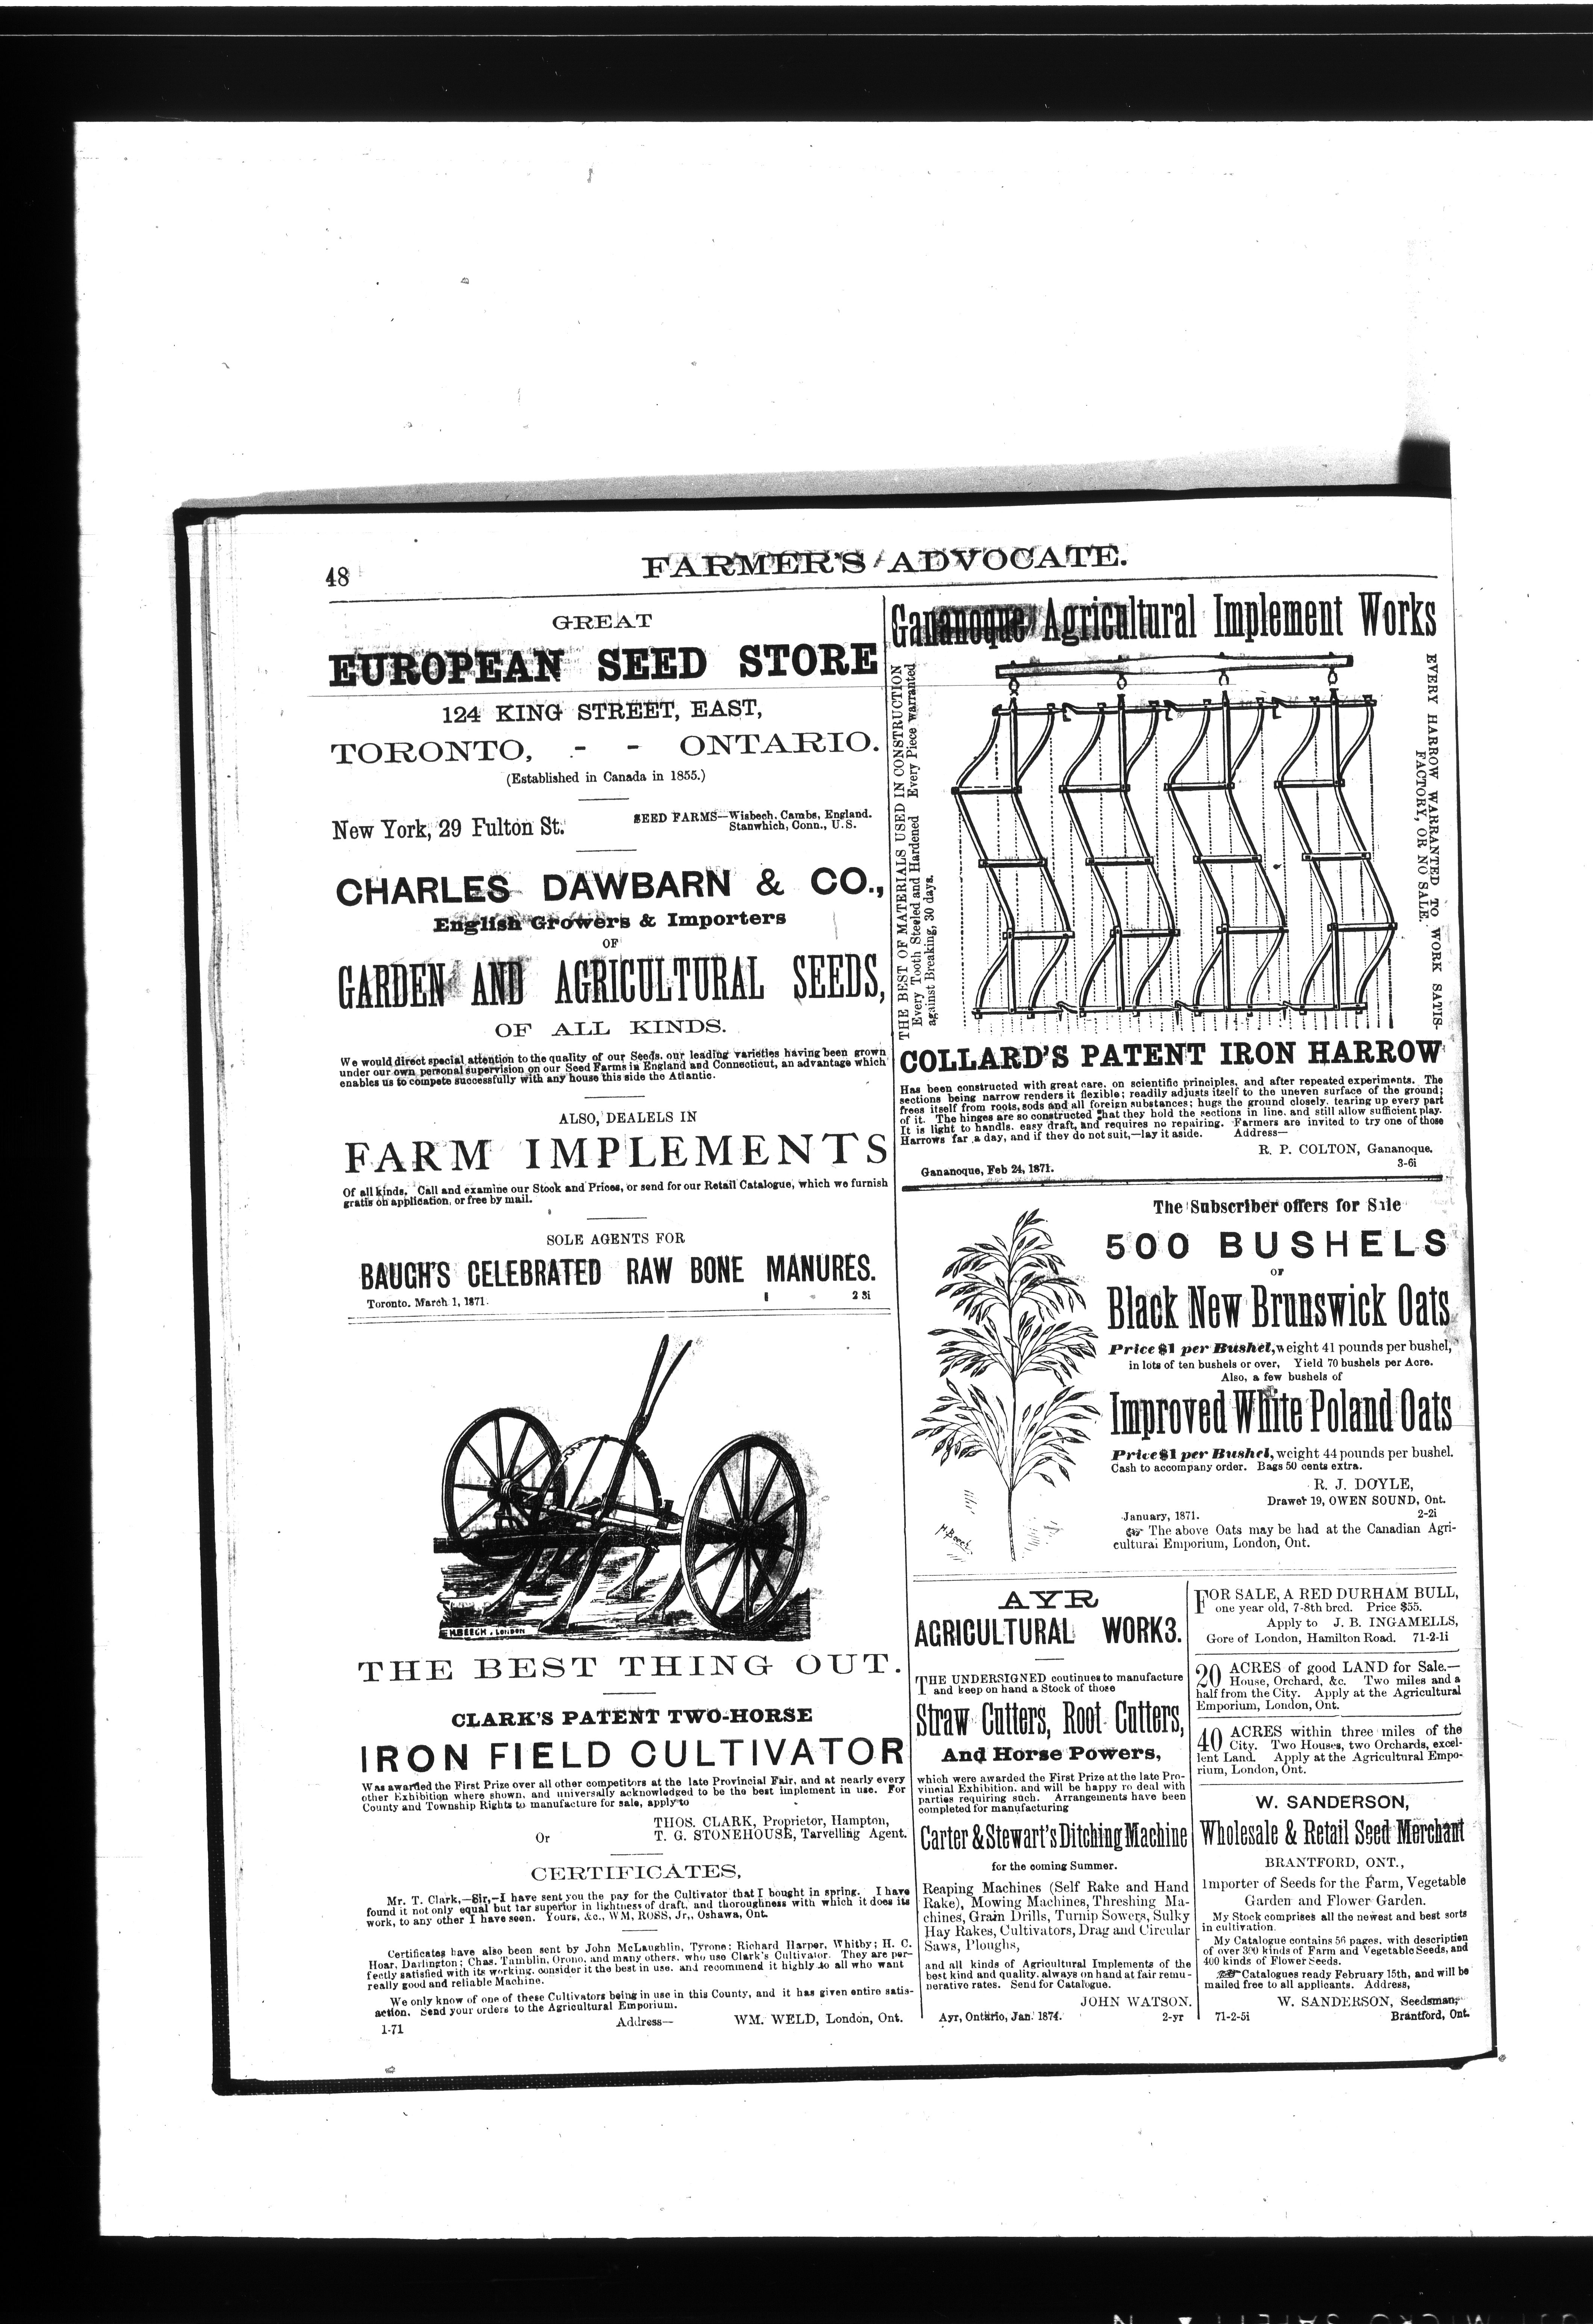 48
FARMER'S ADVOCATE.
GREAT
EUROPEAN SEED STORE
124 KING STREET, EAST,
TORONTO, - - ONTARIO.
(Established in Canada in 1855.)
New York, 29 Fulton St.
SEED FARMS—Wisbech, Cambs, England.
Stanwhich, Conn., U.S.
CHARLES DAWBARN & CO.,
English Growers & Importers
OF
GARDEN AND AGRICULTURAL SEEDS,
OF ALL KINDS.
We would direct special attention to the quality of our Seeds, our leading varieties having been grown
under our own personal supervision on our Seed Farms in England and Connecticut, an advantage which
enables us to compete successfully with any house this side the Atlantic.
ALSO, DEALELS IN
FARM IMPLEMENTS
Of all kinds. Call and examine our Stock and Prices, or send for our Retail Catalogue, which we furnish
gratis on application, or free by mail.
SOLE AGENTS FOR
BAUGH'S CELEBRATED RAW BONE MANURES.
Toronto. March 1, 1871.
2 3i
H.BEECH. LONDON
THE BEST THING OUT.
CLARK'S PATENT TWO-HORSE
IRON FIELD CULTIVATOR
Was awarded the First Prize over all other competitors at the late Provincial Fair, and at nearly every
other Exhibition where shown, and universally acknowledged to be the best implement in use. For
County and Township Rights to manufacture for sale, apply to
THOS. CLARK, Proprietor, Hampton,
Or T. G. STONEHOUSE, Tarvelling Agent.
CERTIFICATES,
Mr. T. Clark,—Sir,—I have sent you the pay for the Cultivator that I bought in spring. I have
found it not only equal but far superior in lightness of draft, and thoroughness with which it does its
work, to any other I have seen. Yours, &c., WM, ROSS, Jr,. Oshawa, Ont.
Certificates have also been sent by John McLaughlin, Tyrone; Richard Harper, Whitby; H. C.
Hoar, Darlington; Chas. Tamblin, Orono, and many others, who use Clark's Cultivator. They are per-
fectly satisfied with its working, consider it the best in use, and recommend it highly to all who want
really good and reliable Machine.
We only know of one of these Cultivators being in use in this County, and it has given entire satis-
action. Send your orders to the Agricultural Emporium.
Address— WM. WELD, London, Ont.
1-71
Gananoque Agricultural Implement Works
THE BEST OF MATERIALS USED IN CONSTRUCTION
Every Tooth Steeled and Hardened Every Piece warranted
against Breaking, 30 days.
EVERY HARROW WARRANTED TO WORK SATIS-
FACTORY, OR NO SALE.
COLLARD'S PATENT IRON HARROW
Has been constructed with great care, on scientific principles, and after repeated experiments. The
sections being narrow renders it flexible; readily adjusts itself to the uneven surface of the ground;
frees itself from roots, sods and all foreign substances; hugs the ground closely, tearing up every part
of it. The hinges are so constructed that they hold the sections in line, and still allow sufficient play.
It is light to handls, easy draft, and requires no repairing. Farmers are invited to try one of those
Harrows far a day, and if they do not suit,—lay it aside. Address—
R. P. COLTON, Gananoque.
Gananoque, Feb 24, 1871.
3-6i
The Subscriber offers for Sale
500 BUSHELS
OF
Black New Brunswick Oats
Price $1 per Bushel, weight 41 pounds per bushel,
in lots of ten bushels or over, Yield 70 bushels per Acre.
Also, a few bushels of
Improved White Poland Oats
Price $1 per Bushel, weight 44 pounds per bushel.
Cash to accompany order. Bags 50 cents extra.
R. J. DOYLE,
Drawer 19, OWEN SOUND, Ont.
January, 1871.
2-2i
The above Oats may be had at the Canadian Agri-
cultural Emporium, London, Ont.
AYR
AGRICULTURAL WORK3.
THE UNDERSIGNED coutinues to manufacture
and keep on hand a Stock of those
Straw Cutters, Root Cutters,
And Horse Powers,
which were awarded the First Prize at the late Pro-
vincial Exhibition, and will be happy ro deal with
parties requiring such. Arrangements have been
completed for manufacturing
Carter & Stewart's Ditching Machine
for the coming Summer.
Reaping Machines (Self Rake and Hand
Rake), Mowing Machines, Threshing Ma-
chines, Grain Drills, Turnip Sowers, Sulky
Hay Rakes, Cultivators, Drag and Circular
Saws, Ploughs,
and all kinds of Agricultural Implements of the
best kind and quality, always on hand at fair remu-
nerative rates. Send for Catalogue.
JOHN WATSON.
Ayr, Ontario, Jan. 1874.
2-yr
FOR SALE, A RED DURHAM BULL,
one year old, 7-8th bred. Price $55.
Apply to J. B. INGAMELLS,
Gore of London, Hamilton Road. 71-2-1i
20 ACRES of good LAND for Sale.—
House, Orchard, &c. Two miles and a
half from the City. Apply at the Agricultural
Emporium, London, Ont.
40 ACRES within three miles of the
City. Two Houses, two Orchards, excel-
lent Land. Apply at the Agricultural Empo-
rium, London, Ont.
W. SANDERSON,
Wholesale & Retail Seed Merchant
BRANTFORD, ONT.,
Importer of Seeds for the Farm, Vegetable
Garden and Flower Garden.
My Stock comprises all the newest and best sorts
in cultivation.
My Catalogue contains 56 pages, with description
of over 300 kinds of Farm and Vegetable Seeds, and
400 kinds of Flower Seeds.
Catalogues ready February 15th, and will be
mailed free to all applicants. Address,
W. SANDERSON, Seedsman,
71-2-5i Brantford, Ont.